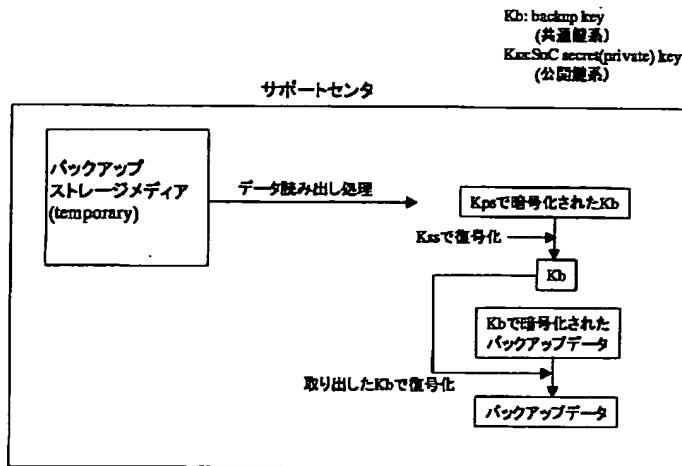 Kb: backup key
(共通鍵系)
Kss:SoC secret(private) key
(公開鍵系)
サポートセンタ
バックアップ
ストレージメディア
(temporary)
データ読み出し処理
Kpsで暗号化されたKb
Kssで復号化
Kb
Kbで暗号化された
バックアップデータ
取り出したKbで復号化
バックアップデータ